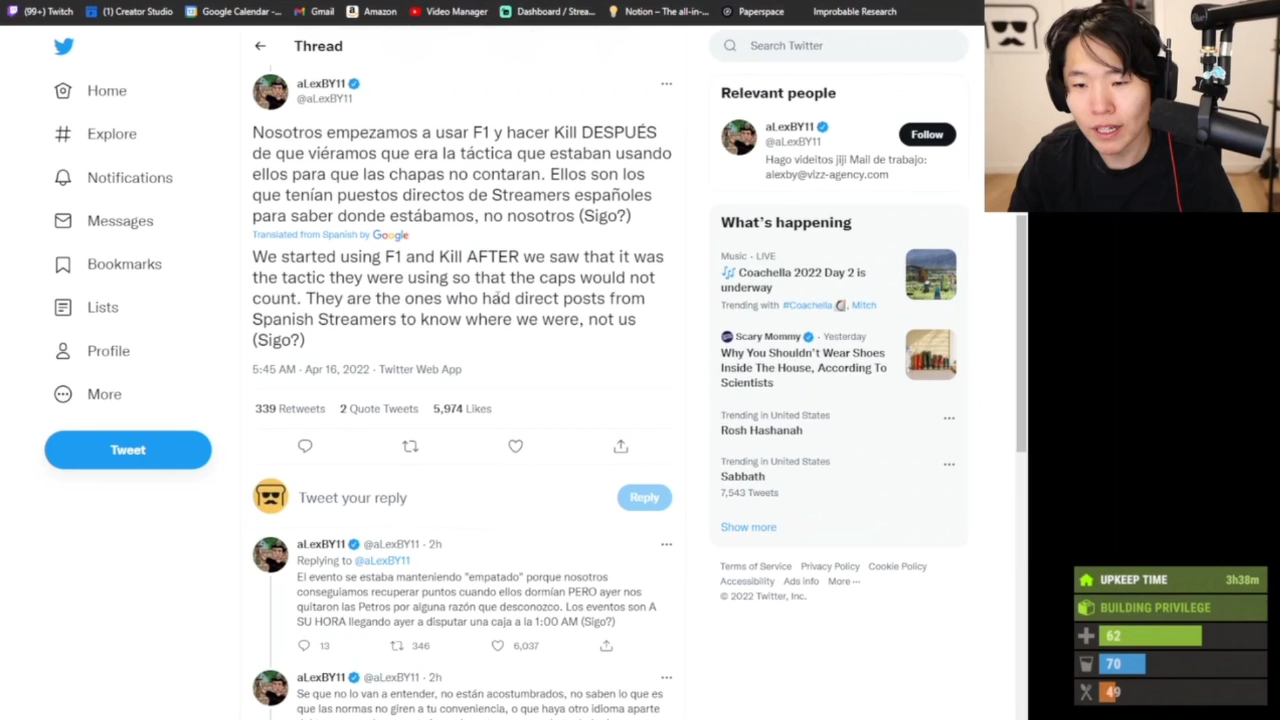 (99+) Twitch
(1) Creator Studio
Google Calendar -...
Gmail
Amazon
Video Manager
Dashboard / Strea...
Notion – The all-in-...
Paperspace
Improbable Research
Home
Explore
Notifications
Messages
Bookmarks
Lists
Profile
More
Tweet
Thread
aLexBY11
@aLexBY11
Nosotros empezamos a usar F1 y hacer Kill DESPUÉS
de que viéramos que era la táctica que estaban usando
ellos para que las chapas no contaran. Ellos son los
que tenían puestos directos de Streamers españoles
para saber donde estábamos, no nosotros (Sigo?)
Translated from Spanish by Google
We started using F1 and Kill AFTER we saw that it was
the tactic they were using so that the caps would not
count. They are the ones who had direct posts from
Spanish Streamers to know where we were, not us
(Sigo?)
5:45 AM · Apr 16, 2022 · Twitter Web App
339 Retweets 2 Quote Tweets 5,974 Likes
Tweet your reply
Reply
aLexBY11 @aLexBY11 · 2h
Replying to @aLexBY11
El evento se estaba manteniendo "empatado" porque nosotros
conseguiamos recuperar puntos cuando ellos dormían PERO ayer nos
quitaron las Petros por alguna razón que desconozco. Los eventos son A
SU HORA llegando ayer a disputar una caja a la 1:00 AM (Sigo?)
13 346 6,037
aLexBY11 @aLexBY11 · 2h
Se que no lo van a entender, no están acostumbrados, no saben lo que es
que las normas no giren a tu conveniencia, o que haya otro idioma aparte
Search Twitter
Relevant people
aLexBY11
@aLexBY11
Follow
Hago videitos jiji Mail de trabajo:
alexby@vizz-agency.com
What's happening
Music · LIVE
Coachella 2022 Day 2 is
underway
Trending with #Coachella, Mitch
Scary Mommy · Yesterday
Why You Shouldn't Wear Shoes
Inside The House, According To
Scientists
Trending in United States
Rosh Hashanah
Trending in United States
Sabbath
7,543 Tweets
Show more
Terms of Service Privacy Policy Cookie Policy
Accessibility Ads info More ···
© 2022 Twitter, Inc.
UPKEEP TIME 3h38m
BUILDING PRIVILEGE
62
70
49